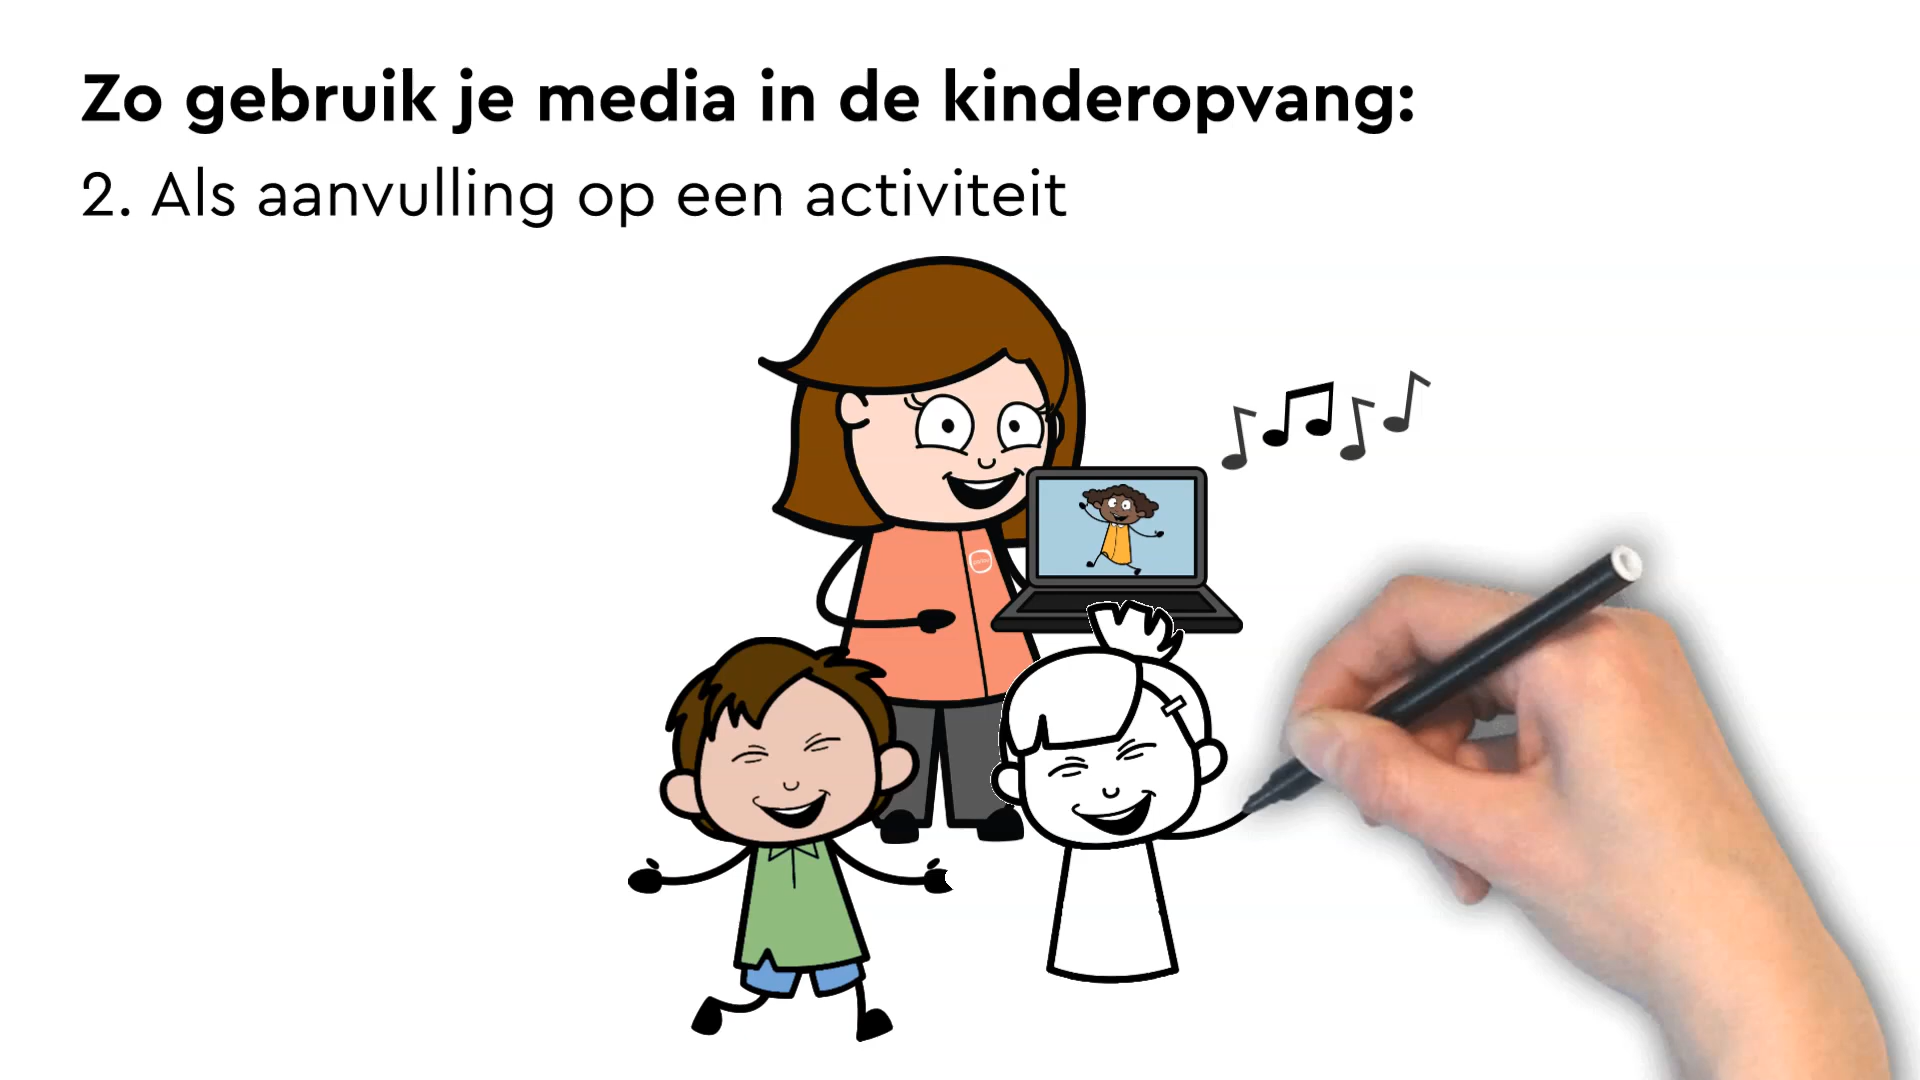 Zo gebruik je media in de kinderopvang:
2. Als aanvulling op een activiteit